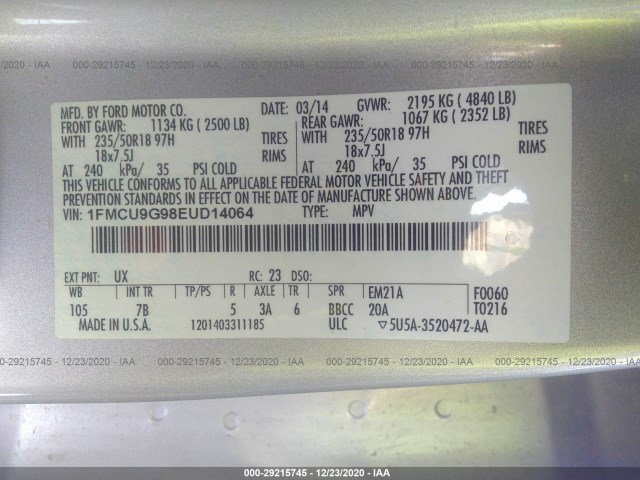 000-29215745 - 12/23/2020 - IAA
MFD. BY FORD MOTOR CO. DATE: 03/14 GVWR: 2195 KG ( 4840 LB)
FRONT GAWR: 1134 KG ( 2500 LB) REAR GAWR: 1067 KG ( 2352 LB)
WITH 235/50R18 97H TIRES WITH 235/50R18 97H TIRES
18x7.5J RIMS 18x7.5J RIMS
AT 240 kPa/ 35 PSI COLD AT 240 kPa/ 35 PSI COLD
THIS VEHICLE CONFORMS TO ALL APPLICABLE FEDERAL MOTOR VEHICLE SAFETY AND THEFT
PREVENTION STANDARDS IN EFFECT ON THE DATE OF MANUFACTURE SHOWN ABOVE.
VIN: 1FMCU9G98EUD14064 TYPE: MPV
EXT PNT: UX RC: 23 DSO:
WB INT TR TP/PS R AXLE TR SPR EM21A F0060
105 7B 5 3A 6 BBCC 20A T0216
MADE IN U.S.A. 1201403311185 ULC 5U5A-3520472-AA
000-29215745 - 12/23/2020 - IAA
000-29215745 - 12/23/2020 - IAA